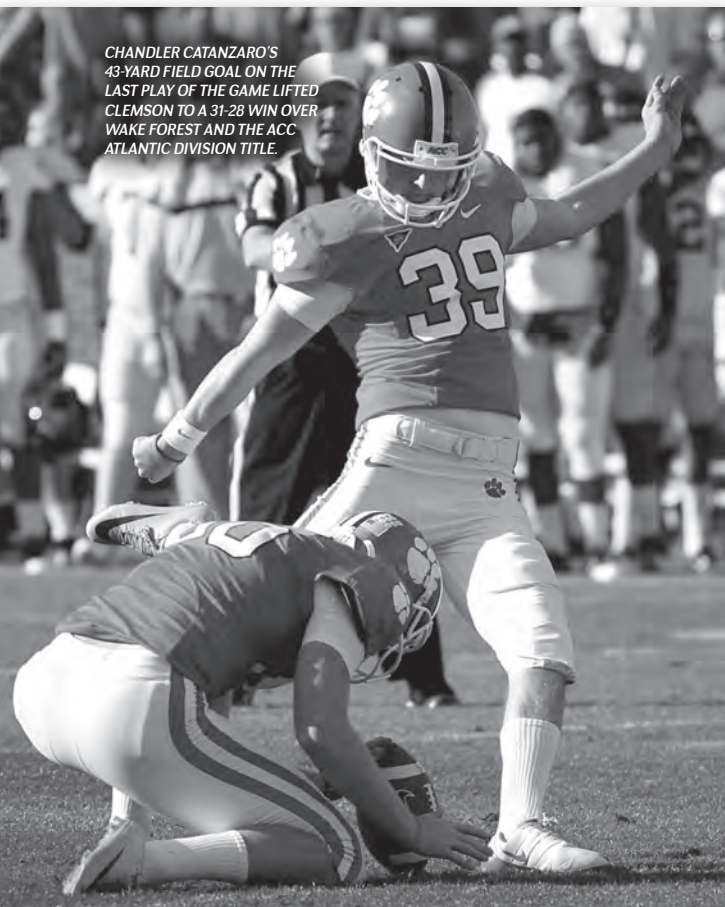 CHANDLER CATANZARO'S
43-YARD FIELD GOAL ON THE
LAST PLAY OF THE GAME LIFTED
CLEMSON TO A 31-28 WIN OVER
WAKE FOREST AND THE ACC
ATLANTIC DIVISION TITLE.
ACC
39